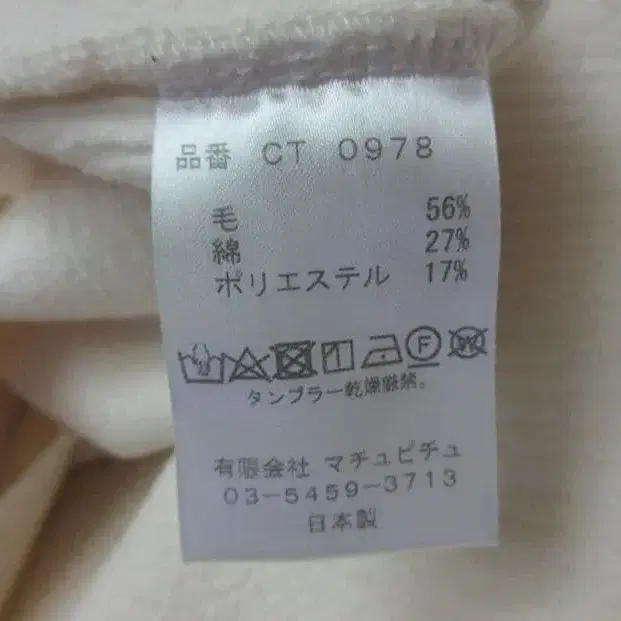 品番 CT 0978
毛 56%
綿 27%
ポリエステル 17%
F W
タンブラー乾燥厳禁。
有限会社 マチュピチュ
03-5459-3713
日本製